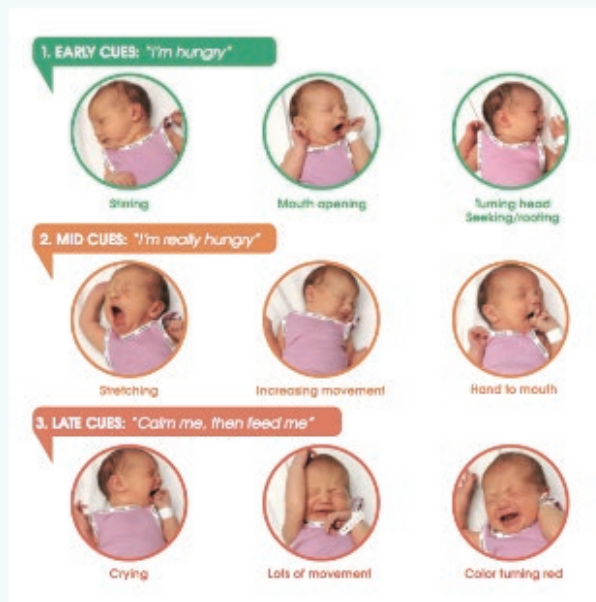 1. EARLY CUES: "I'm hungry"
Stirring
Mouth opening
Turning head
Seeking/rooting
2. MID CUES: "I'm really hungry"
Stretching
Increasing movement
Hand to mouth
3. LATE CUES: "Calm me, then feed me"
Crying
Lots of movement
Color turning red